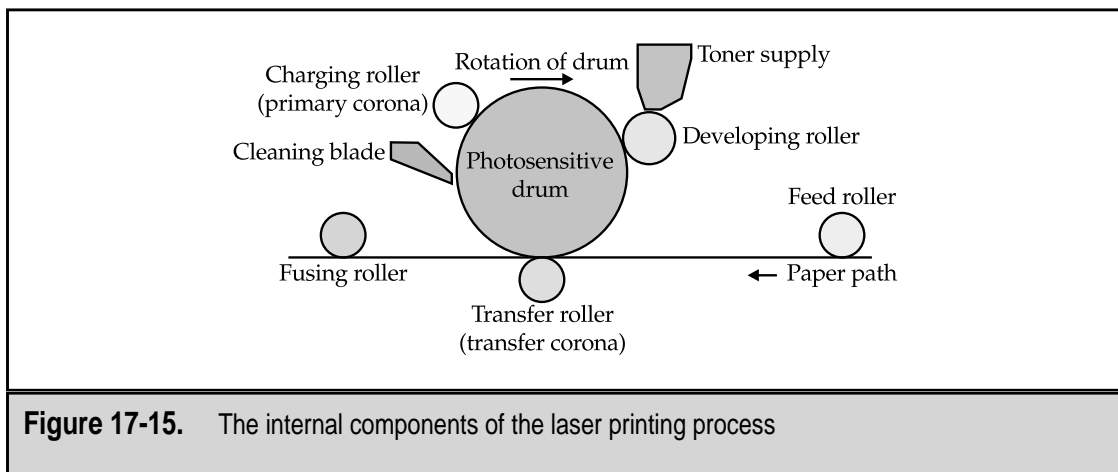 Rotation of drum
Toner supply
Charging roller
(primary corona)
Cleaning blade
Developing roller
Photosensitive
drum
Feed roller
Fusing roller
← Paper path
Transfer roller
(transfer corona)
Figure 17-15. The internal components of the laser printing process